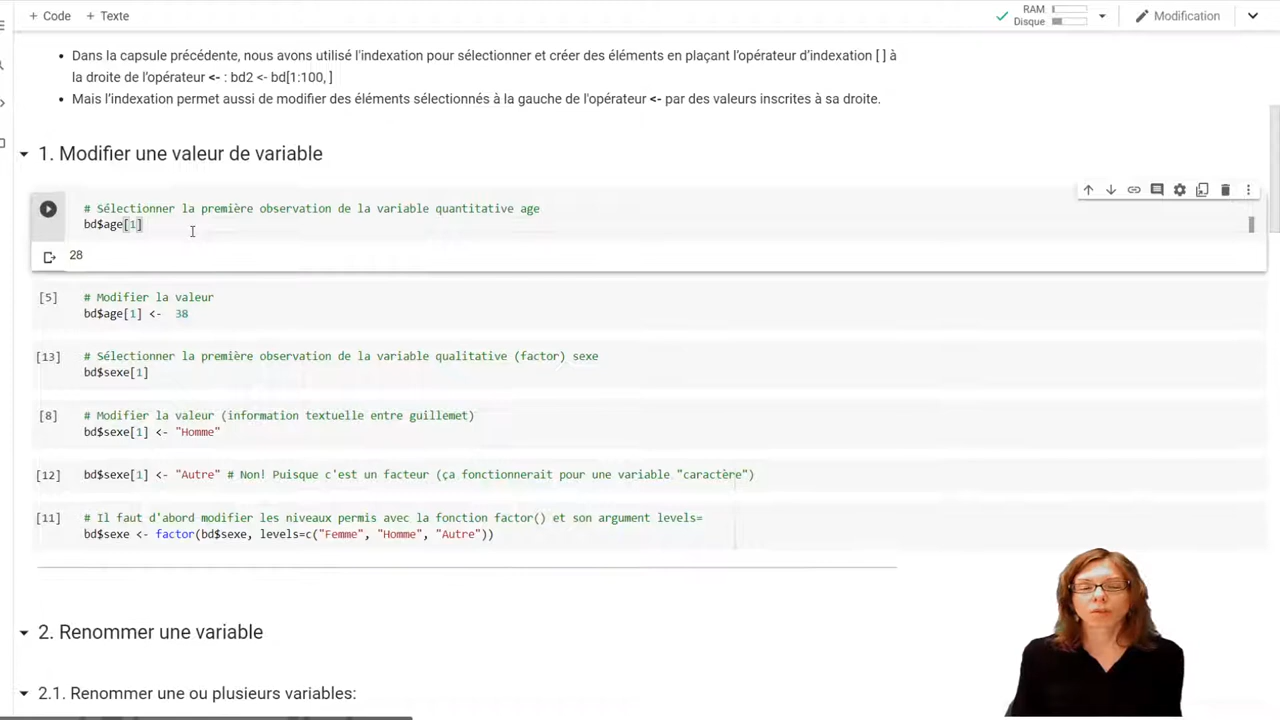 + Code + Texte
RAM
Disque
Modification
Dans la capsule précédente, nous avons utilisé l'indexation pour sélectionner et créer des éléments en plaçant l'opérateur d'indexation [ ] à
la droite de l'opérateur <- : bd2 <- bd[1:100, ]
Mais l'indexation permet aussi de modifier des éléments sélectionnés à la gauche de l'opérateur <- par des valeurs inscrites à sa droite.
1. Modifier une valeur de variable
# Sélectionner la première observation de la variable quantitative age
bd$age[1]
28
[5] # Modifier la valeur
bd$age[1] <-  38
[13] # Sélectionner la première observation de la variable qualitative (factor) sexe
bd$sexe[1]
[8] # Modifier la valeur (information textuelle entre guillemet)
bd$sexe[1] <- "Homme"
[12] bd$sexe[1] <- "Autre" # Non! Puisque c'est un facteur (ça fonctionnerait pour une variable "caractère")
[11] # Il faut d'abord modifier les niveaux permis avec la fonction factor() et son argument levels=
bd$sexe <- factor(bd$sexe, levels=c("Femme", "Homme", "Autre"))
2. Renommer une variable
2.1. Renommer une ou plusieurs variables: